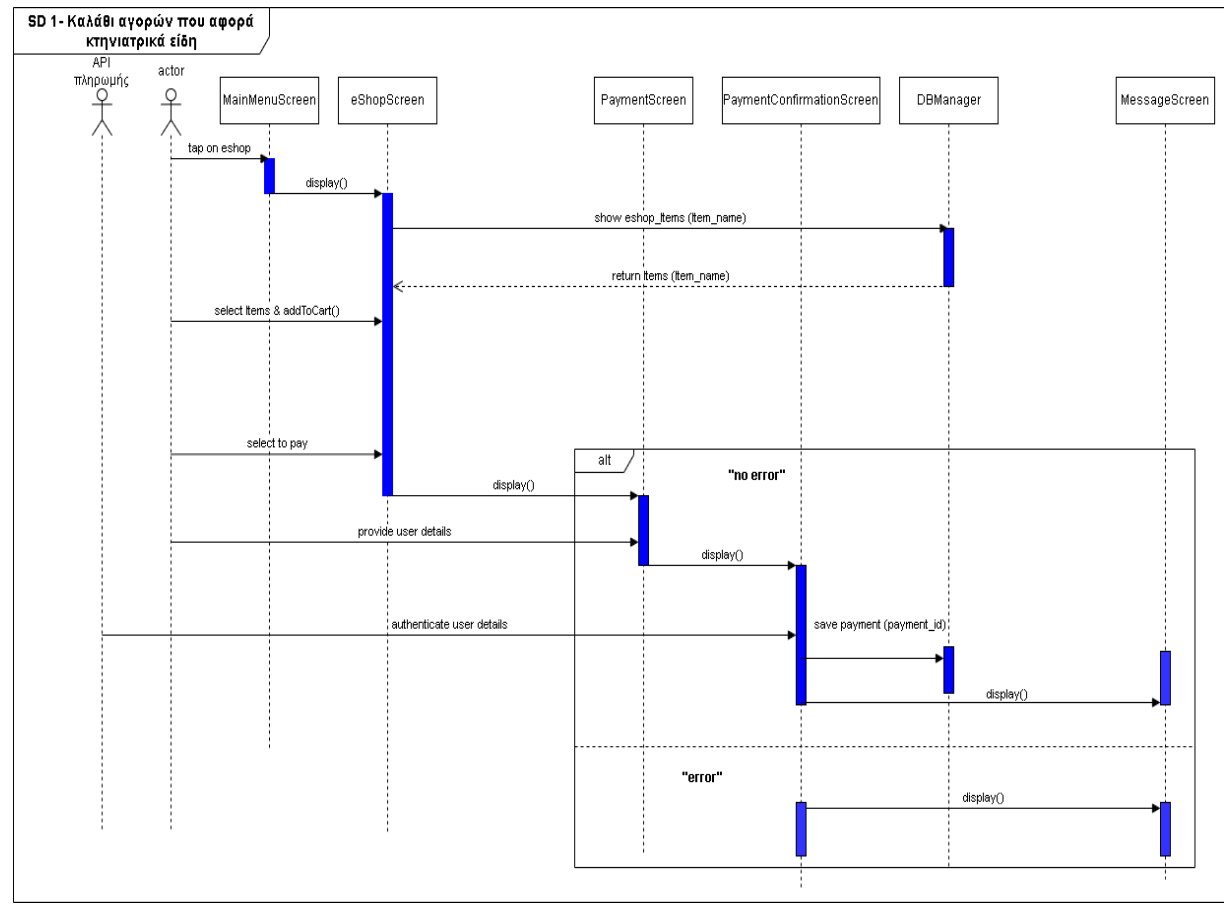 SD 1- Καλάθι αγορών που αφορά
κτηνιατρικά είδη
API
πληρωμής
actor
MainMenuScreen
eShopScreen
PaymentScreen
PaymentConfirmationScreen
DBManager
MessageScreen
tap on eshop
display()
show eshop_Items (Item_name)
return Items (Item_name)
select Items & addToCart()
select to pay
alt
"no error"
display()
provide user details
display()
authenticate user details
save payment (payment_id)
display()
"error"
display()